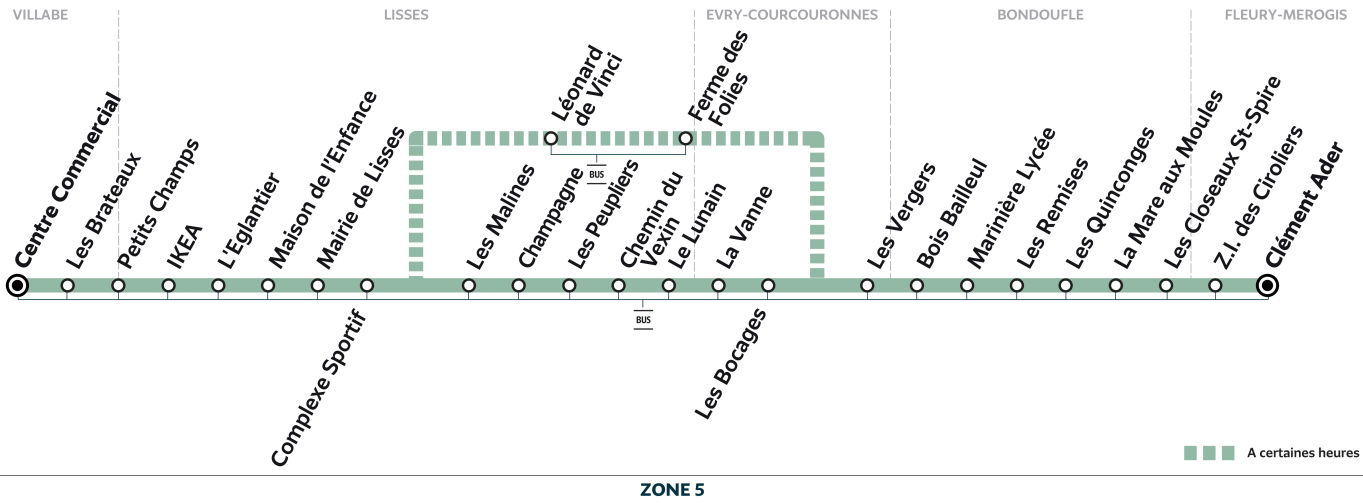 VILLABE
LISSES
EVRY-COURCOURONNES
BONDOUFLE
FLEURY-MEROGIS
Léonard
de Vinci
Ferme des
Folies
BUS
Centre Commercial
Les Brateaux
Petits Champs
IKEA
L'Eglantier
Maison de l'Enfance
Mairie de Lisses
Complexe Sportif
Les Malines
Champagne
Les Peupliers
Chemin du
Vexin
Le Lunain
La Vanne
Les Bocages
Les Vergers
Bois Bailleul
Marinière Lycée
Les Remises
Les Quinconges
La Mare aux Moules
Les Closeaux St-Spire
Z.I. des Ciroliers
Clément Ader
BUS
A certaines heures
ZONE 5